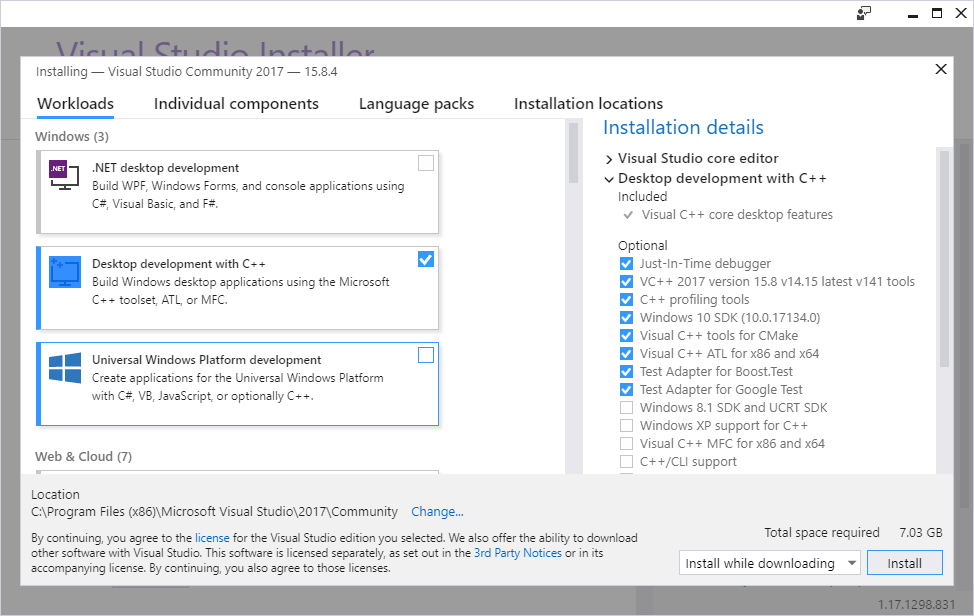 Visual Studio Installer
Installing — Visual Studio Community 2017 — 15.8.4
Workloads
Individual components
Language packs
Installation locations
Windows (3)
.NET
.NET desktop development
Build WPF, Windows Forms, and console applications using
C#, Visual Basic, and F#.
Desktop development with C++
Build Windows desktop applications using the Microsoft
C++ toolset, ATL, or MFC.
Universal Windows Platform development
Create applications for the Universal Windows Platform
with C#, VB, JavaScript, or optionally C++.
Web & Cloud (7)
Installation details
Visual Studio core editor
Desktop development with C++
Included
Visual C++ core desktop features
Optional
Just-In-Time debugger
VC++ 2017 version 15.8 v14.15 latest v141 tools
C++ profiling tools
Windows 10 SDK (10.0.17134.0)
Visual C++ tools for CMake
Visual C++ ATL for x86 and x64
Test Adapter for Boost.Test
Test Adapter for Google Test
Windows 8.1 SDK and UCRT SDK
Windows XP support for C++
Visual C++ MFC for x86 and x64
C++/CLI support
Location
C:\Program Files (x86)\Microsoft Visual Studio\2017\Community Change...
By continuing, you agree to the license for the Visual Studio edition you selected. We also offer the ability to download
other software with Visual Studio. This software is licensed separately, as set out in the 3rd Party Notices or in its
accompanying license. By continuing, you also agree to those licenses.
Total space required 7.03 GB
Install while downloading
Install
1.17.1298.831